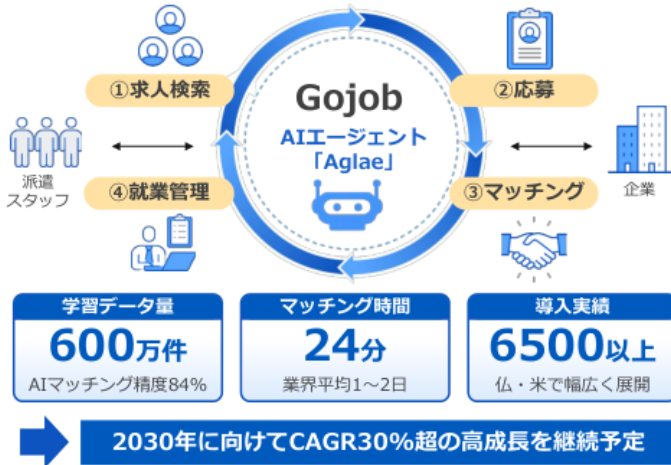 ①求人検索
②応募
Gojob
AIエージェント
「Aglae」
派遣
スタッフ
企業
④就業管理
③マッチング
学習データ量
600万件
AIマッチング精度84%
マッチング時間
24分
業界平均1～2日
導入実績
6500以上
仏・米で幅広く展開
2030年に向けてCAGR30%超の高成長を継続予定